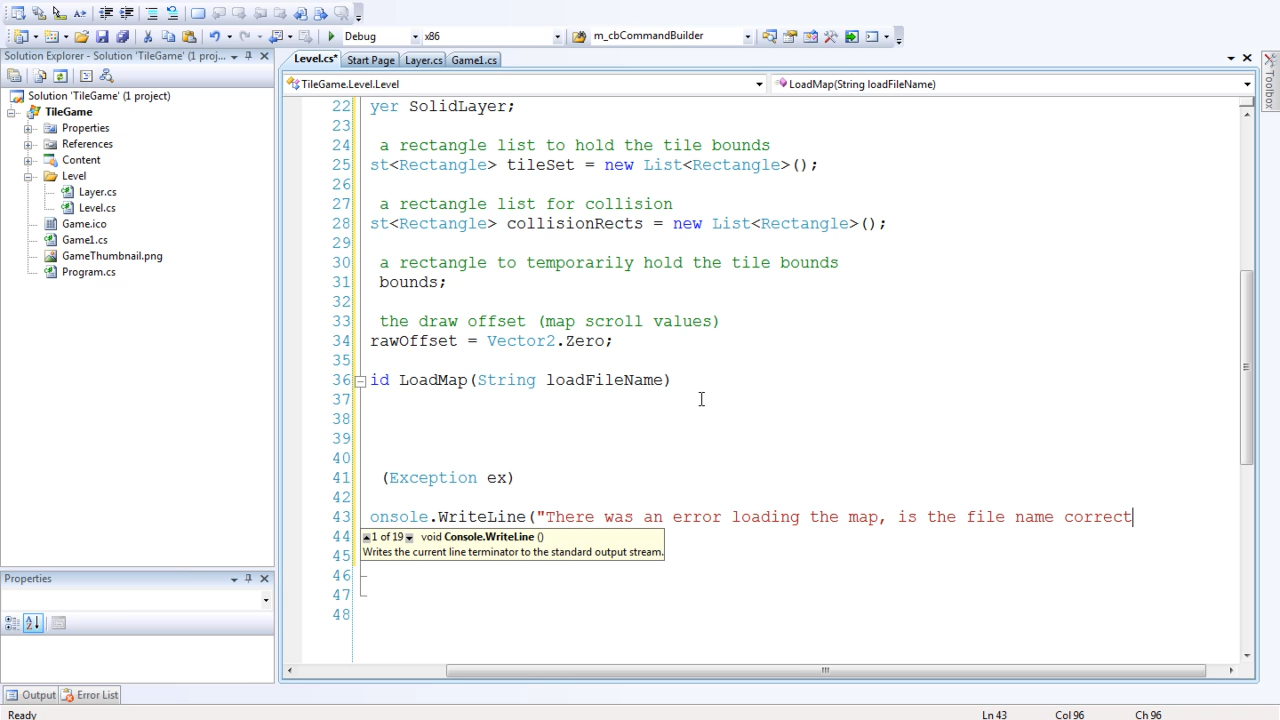 Debug
x86
m_cbCommandBuilder
Solution Explorer - Solution 'TileGame' (1 proj...
Level.cs*
Start Page
Layer.cs
Game1.cs
Toolbox
TileGame.Level.Level
LoadMap(String loadFileName)
Solution 'TileGame' (1 project)
TileGame
Properties
References
Content
Level
Layer.cs
Level.cs
Game.ico
Game1.cs
GameThumbnail.png
Program.cs
22 yer SolidLayer;
23
24 a rectangle list to hold the tile bounds
25 st<Rectangle> tileSet = new List<Rectangle>();
26
27 a rectangle list for collision
28 st<Rectangle> collisionRects = new List<Rectangle>();
29
30 a rectangle to temporarily hold the tile bounds
31 bounds;
32
33 the draw offset (map scroll values)
34 rawOffset = Vector2.Zero;
35
36 id LoadMap(String loadFileName)
37
38
39
40
41 (Exception ex)
42
43 onsole.WriteLine("There was an error loading the map, is the file name correct
44
45
46
47
48
1 of 19 void Console.WriteLine ()
Writes the current line terminator to the standard output stream.
Properties
Output
Error List
Ready
Ln 43
Col 96
Ch 96